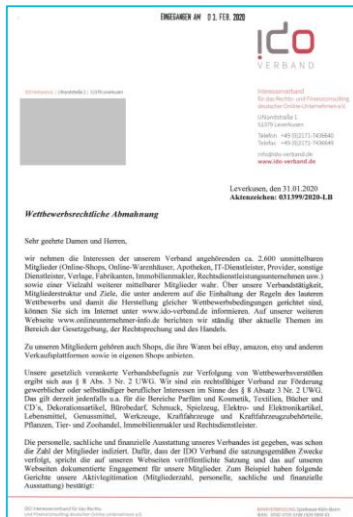 EINGEGANGEN AM 03. FEB. 2020
IDO
VERBAND
Interessenverband
für das Rechts- und Finanzconsulting
deutscher Online-Unternehmen e.V.
Uhlandstraße 1
51379 Leverkusen
Telefon +49 (0)2171-7436640
Telefax
info@ido-verband.de
www.ido-verband.de
Leverkusen, den 31.01.2020
Aktenzeichen: 031399/2020-LB
Wettbewerbsrechtliche Abmahnung
Sehr geehrte Damen und Herren,
wir nehmen die Interessen der unserem Verband angehörenden ca. 2.600 unmittelbaren
Mitglieder (Online-Shops, Online-Warenhäuser, Apotheken, IT-Dienstleister, Provider, sonstige
Dienstleister, Verlage, Fabrikanten, Immobilienmakler, Rechtsdienstleistungsunternehmen usw.)
sowie einer Vielzahl weiterer mittelbarer Mitglieder wahr. Über unsere Verbandstätigkeit,
Mitgliederstruktur und Ziele, die unter anderem auf die Einhaltung der Regeln des lauteren
Wettbewerbs und damit die Herstellung gleicher Wettbewerbsbedingungen gerichtet sind,
können Sie sich im Internet unter www.ido-verband.de informieren. Auf unserer weiteren
Webseite www.onlineunternehmer-info.de berichten wir ständig über aktuelle Themen im
Bereich der Gesetzgebung, der Rechtsprechung und des Handels.
Zu unseren Mitgliedern gehören auch Shops, die ihre Waren bei eBay, amazon, etsy und anderen
Verkaufsplattformen sowie in eigenen Shops anbieten.
Unsere gesetzlich verankerte Verbandsbefugnis zur Verfolgung von Wettbewerbsverstößen
ergibt sich aus § 8 Abs. 3 Nr. 2 UWG. Wir sind ein rechtsfähiger Verband zur Förderung
gewerblicher oder selbständiger beruflicher Interessen im Sinne des § 8 Absatz 3 Nr. 2 UWG.
Das gilt derzeit jedenfalls u.a. für die Bereiche Parfüm und Kosmetik, Textilien, Bücher und
CD's, Dekorationsartikel, Bürobedarf, Schmuck, Spielzeug, Elektro- und Elektronikartikel,
Lebensmittel, Genussmittel, Werkzeuge, Kraftfahrzeuge und Kraftfahrzeugzubehörteile,
Pflanzen, Tier- und Zoohandel, Immobilienmakler und Rechtsdienstleister.
Die personelle, sachliche und finanzielle Ausstattung unseres Verbandes ist gegeben, was schon
die Zahl der Mitglieder indiziert. Dafür, dass der IDO Verband die satzungsgemäßen Zwecke
verfolgt, spricht die auf unseren Webseiten veröffentlichte Satzung und das auf unseren
Webseiten dokumentierte Engagement für unsere Mitglieder. Zum Beispiel haben folgende
Gerichte unsere Aktivlegitimation (Mitgliederzahl, personelle, sachliche und finanzielle
Ausstattung) bestätigt: